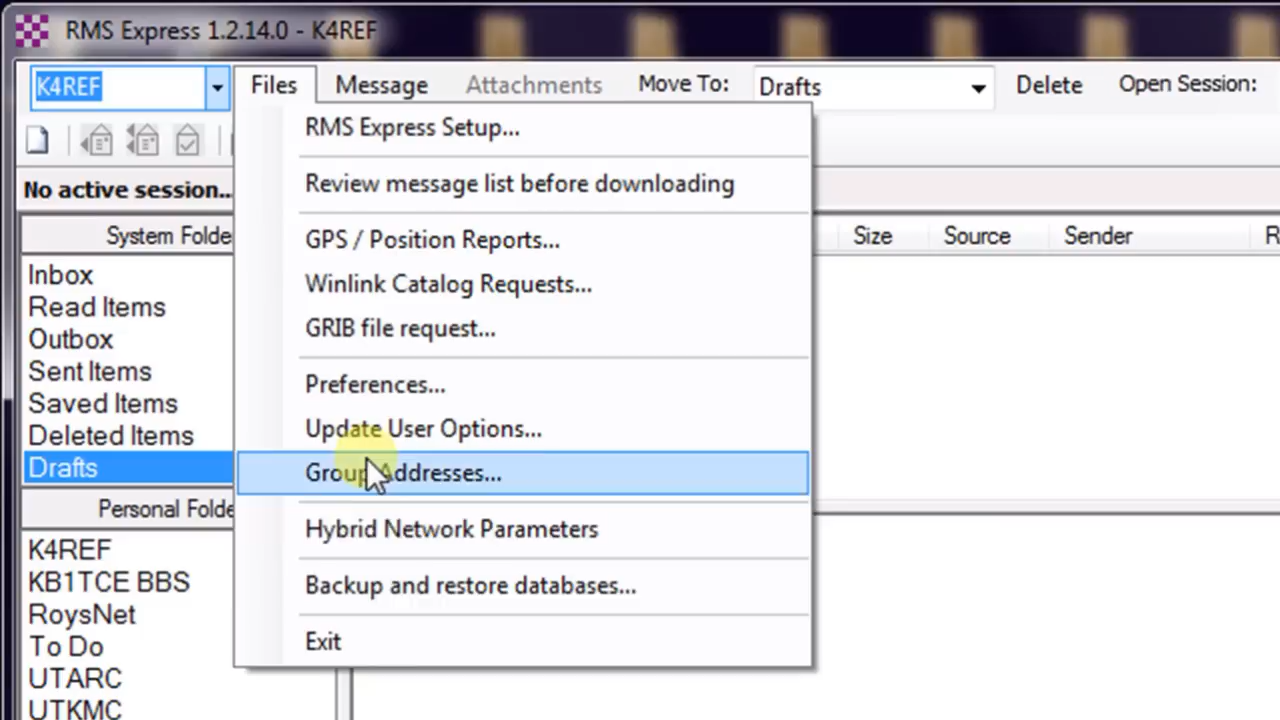 RMS Express 1.2.14.0 - K4REF
K4REF Files Message Attachments Move To: Drafts Delete Open Session:
No active session...
System Folde
Size Source Sender R
Inbox
Read Items
Outbox
Sent Items
Saved Items
Deleted Items
Drafts
Personal Folde
K4REF
KB1TCE BBS
RoysNet
To Do
UTARC
UTKMC
RMS Express Setup...
Review message list before downloading
GPS / Position Reports...
Winlink Catalog Requests...
GRIB file request...
Preferences...
Update User Options...
Group Addresses...
Hybrid Network Parameters
Backup and restore databases...
Exit